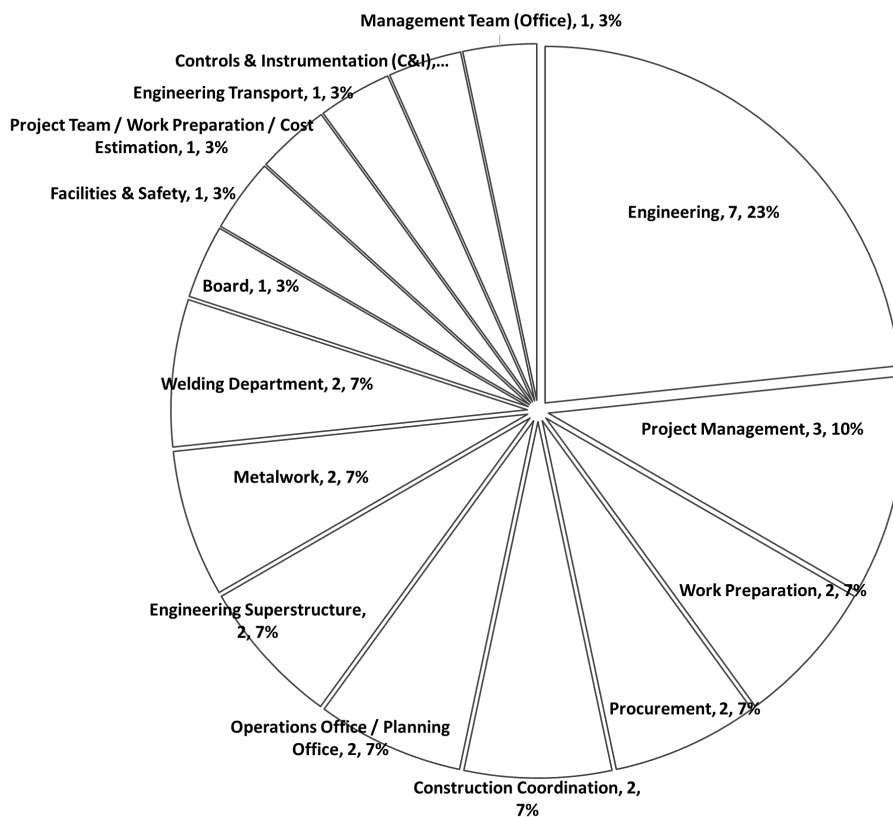 Management Team (Office), 1, 3%
Controls & Instrumentation (C&I),...
Engineering Transport, 1, 3%
Project Team / Work Preparation / Cost
Estimation, 1, 3%
Facilities & Safety, 1, 3%
Engineering, 7, 23%
Board, 1, 3%
Welding Department, 2, 7%
Project Management, 3, 10%
Metalwork, 2, 7%
Work Preparation, 2, 7%
Engineering Superstructure,
2, 7%
Procurement, 2, 7%
Operations Office / Planning
Office, 2, 7%
Construction Coordination, 2,
7%